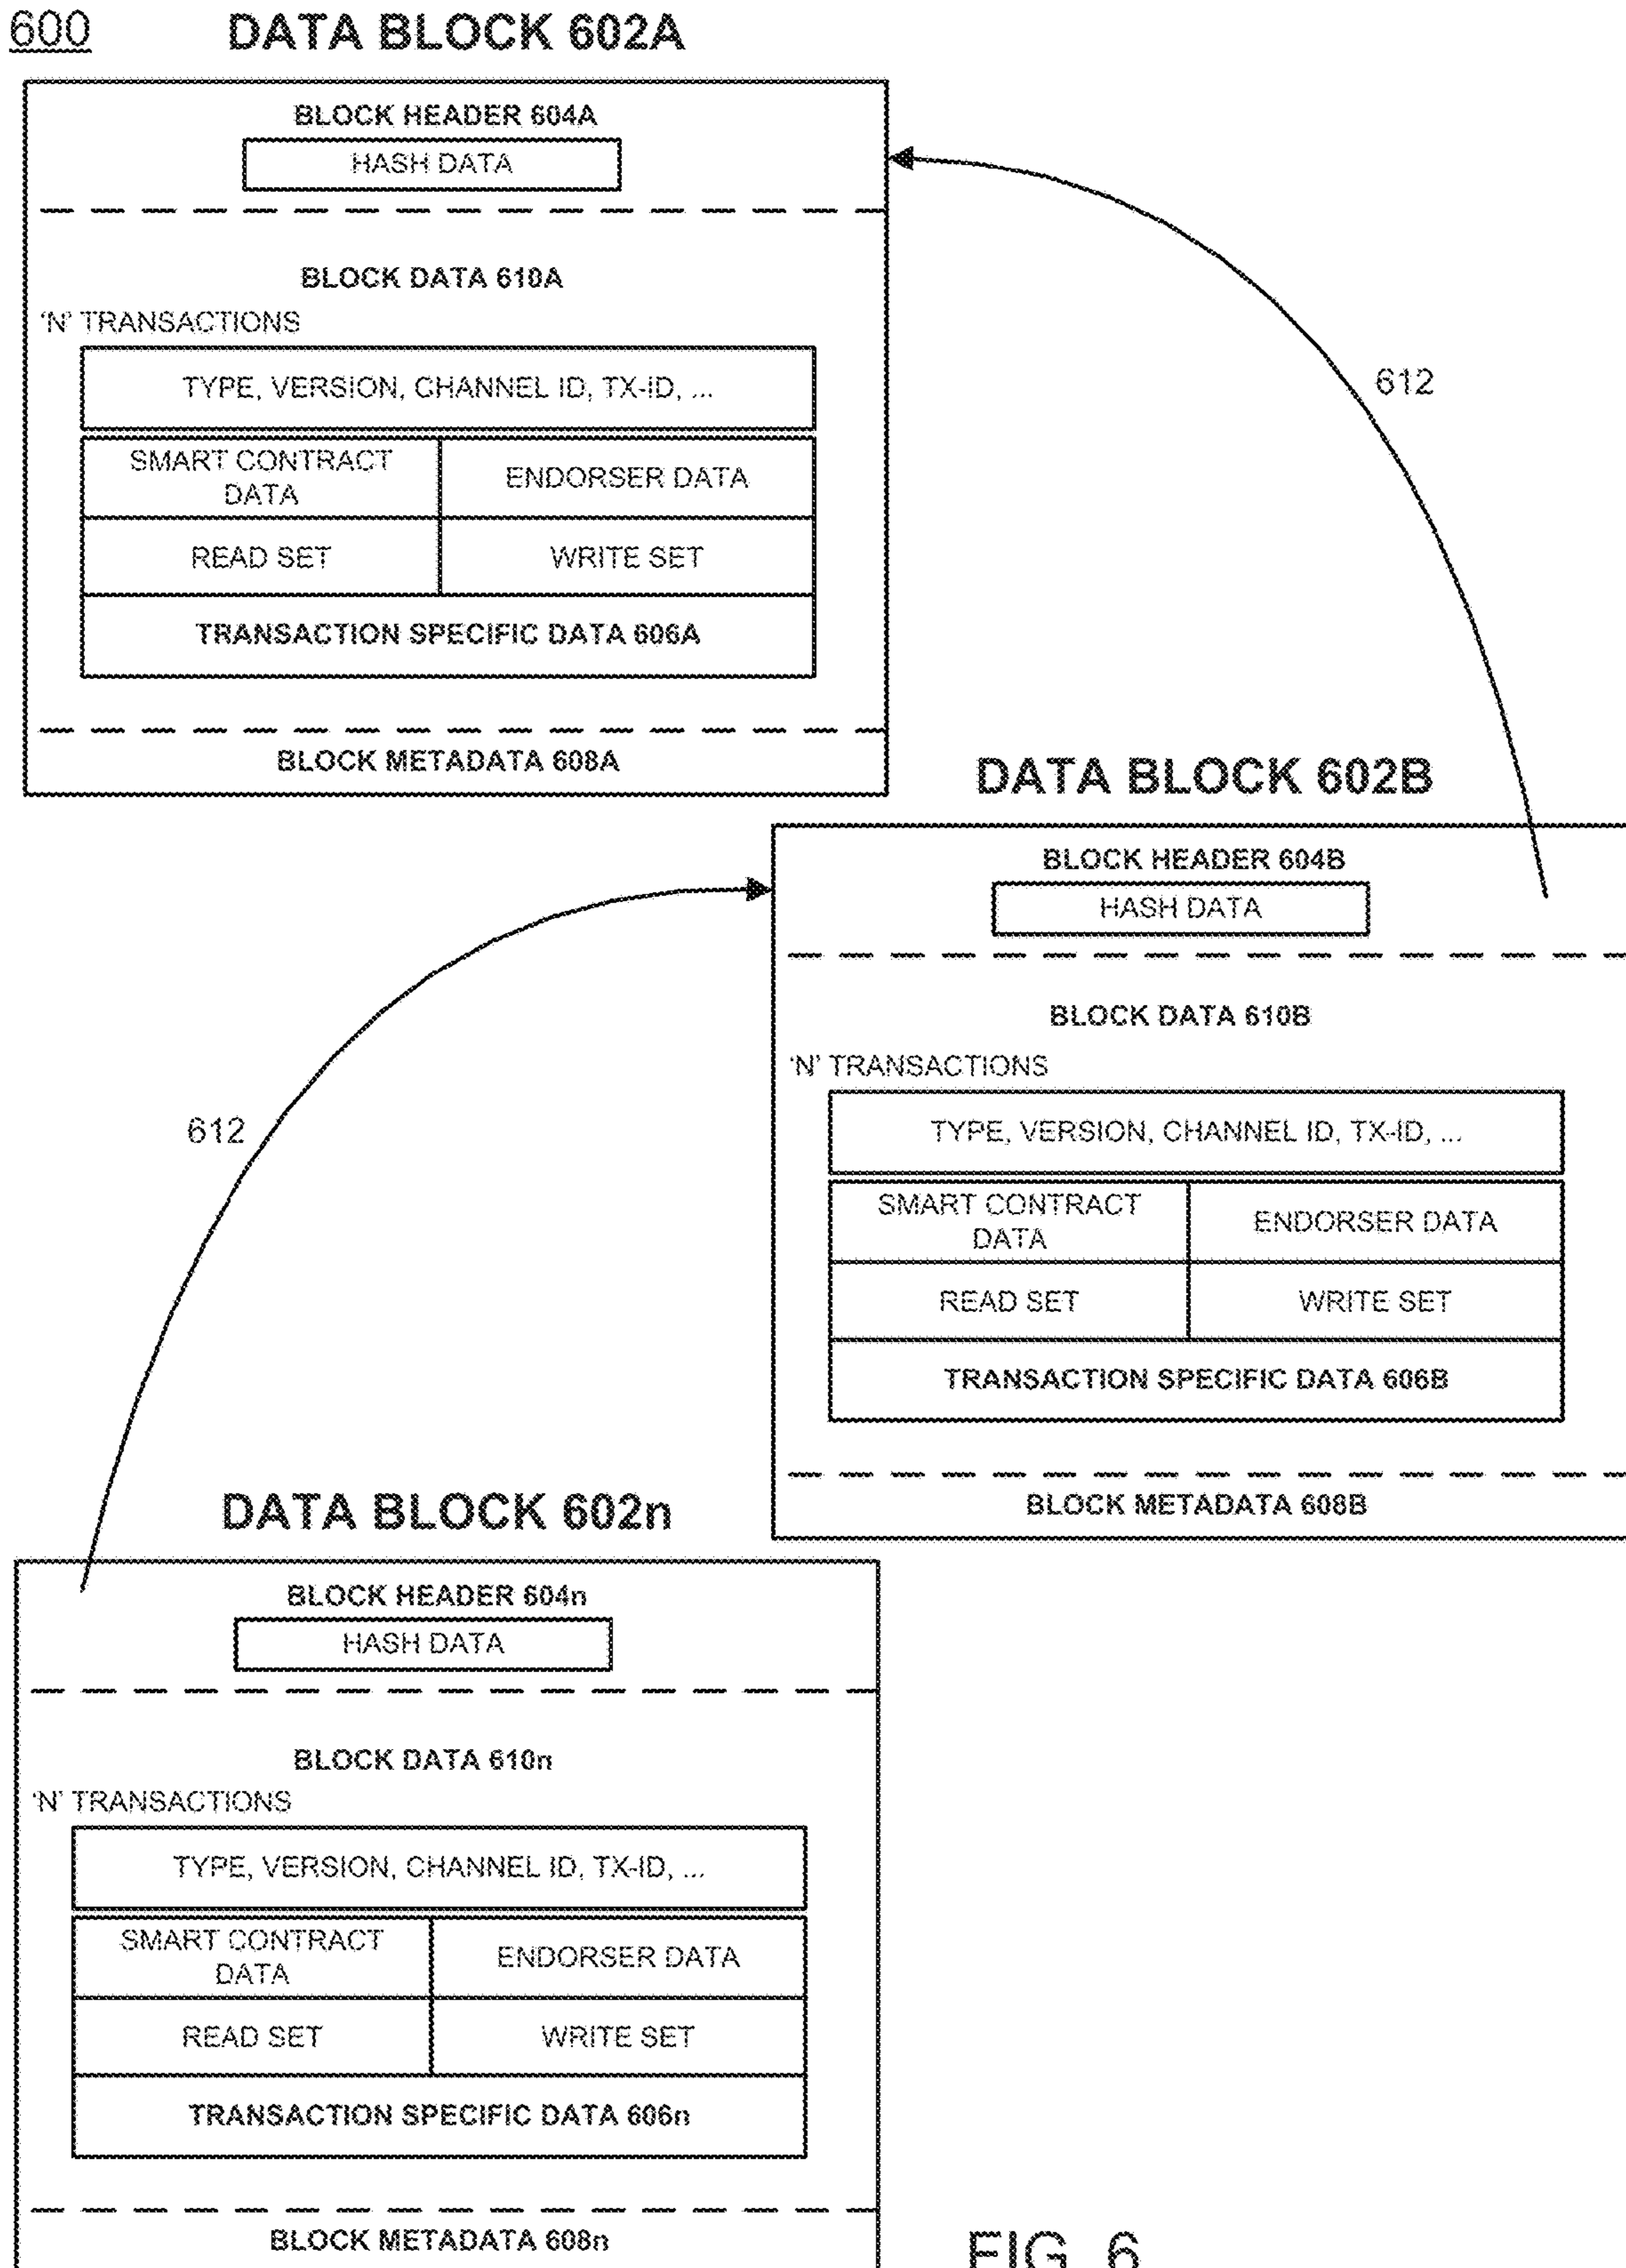 600
DATA BLOCK 602A
BLOCK HEADER 604A
HASH DATA
BLOCK DATA 610A
'N' TRANSACTIONS
TYPE, VERSION, CHANNEL ID, TX-ID, ...
SMART CONTRACT
DATA
ENDORSER DATA
READ SET
WRITE SET
TRANSACTION SPECIFIC DATA 606A
BLOCK METADATA 608A
612
DATA BLOCK 602B
BLOCK HEADER 604B
HASH DATA
BLOCK DATA 610B
'N' TRANSACTIONS
TYPE, VERSION, CHANNEL ID, TX-ID, ...
SMART CONTRACT
DATA
ENDORSER DATA
READ SET
WRITE SET
TRANSACTION SPECIFIC DATA 606B
BLOCK METADATA 608B
612
DATA BLOCK 602n
BLOCK HEADER 604n
HASH DATA
BLOCK DATA 610n
'N' TRANSACTIONS
TYPE, VERSION, CHANNEL ID, TX-ID, ...
SMART CONTRACT
DATA
ENDORSER DATA
READ SET
WRITE SET
TRANSACTION SPECIFIC DATA 606n
BLOCK METADATA 608n
FIG. 6